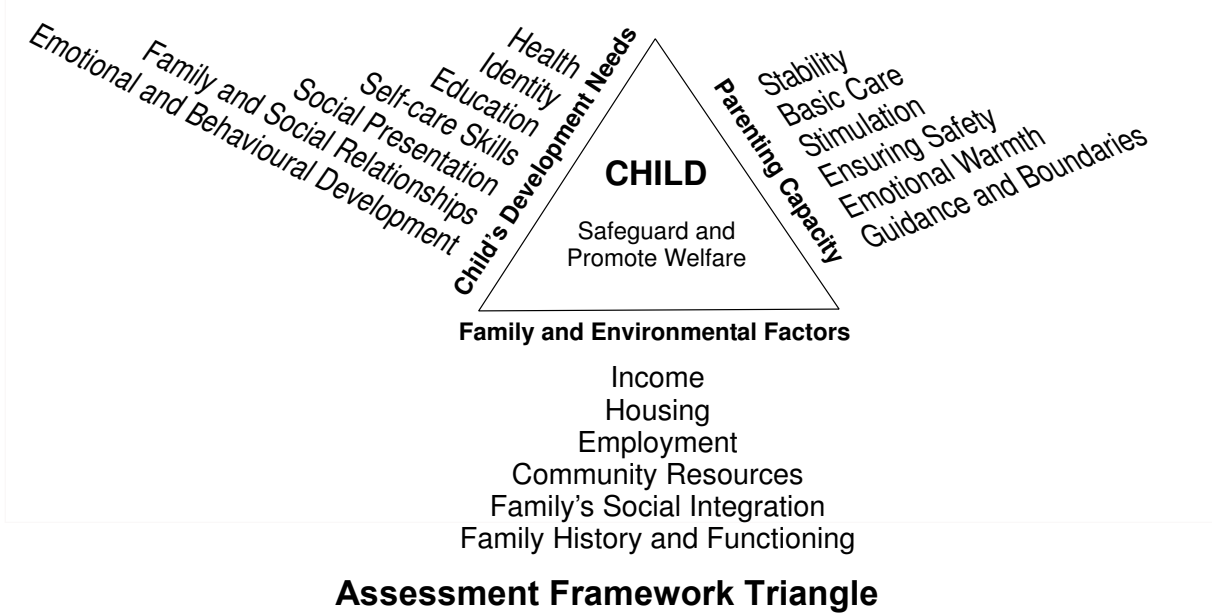 Health
Identity
Education
Self-care Skills
Social Presentation
Family and Social Relationships
Emotional and Behavioural Development
Child's Development Needs
CHILD
Safeguard and
Promote Welfare
Parenting Capacity
Stability
Basic Care
Stimulation
Ensuring Safety
Emotional Warmth
Guidance and Boundaries
Family and Environmental Factors
Income
Housing
Employment
Community Resources
Family’s Social Integration
Family History and Functioning
Assessment Framework Triangle